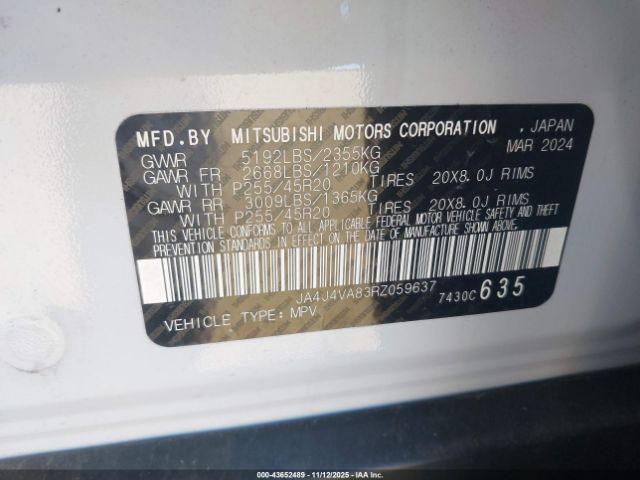 MFD.BY MITSUBISHI MOTORS CORPORATION , JAPAN
MAR 2024
GVWR 5192LBS/2355KG
GAWR FR 2668LBS/1210KG
WITH P255/45R20 TIRES 20X8.0J RIMS
GAWR RR 3009LBS/1365KG
WITH P255/45R20 TIRES 20X8.0J RIMS
THIS VEHICLE CONFORMS TO ALL APPLICABLE FEDERAL MOTOR VEHICLE SAFETY AND THEFT
PREVENTION STANDARDS IN EFFECT ON THE DATE OF MANUFACTURE SHOWN ABOVE.
JA4J4VA83RZ059637 7430C 635
VEHICLE TYPE: MPV
© 43652489 - 11/12/2025 - IAA, Inc.